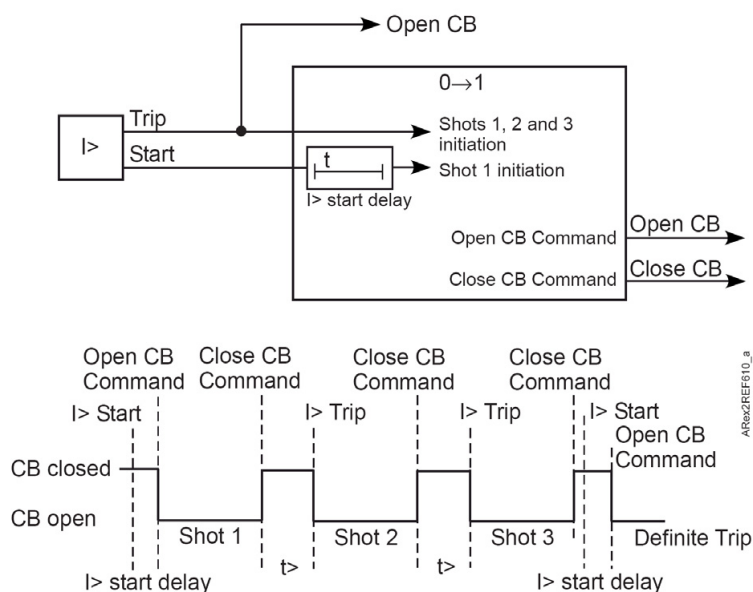 Open CB
0→1
Trip
Shots 1, 2 and 3
initiation
I>
Start
t
Shot 1 initiation
I> start delay
Open CB Command
Open CB
Close CB Command
Close CB
Open CB
Command
Close CB
Command
Close CB
Command
Close CB
Command
I> Start
I> Trip
I> Trip
I> Start
Open CB
Command
CB closed
CB open
Shot 1
Shot 2
Shot 3
Definite Trip
t>
t>
I> start delay
I> start delay
ARex2REF610_a